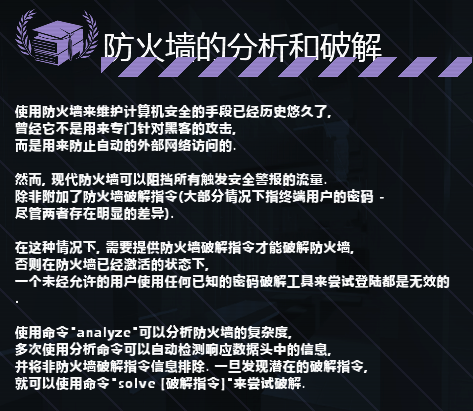 防火墙的分析和破解
使用防火墙来维护计算机安全的手段已经历史悠久了,
曾经它不是用来专门针对黑客的攻击,
而是用来防止自动的外部网络访问的.
然而, 现代防火墙可以阻挡所有触发安全警报的流量.
除非附加了防火墙破解指令(大部分情况下指终端用户的密码 -
尽管两者存在明显的差异).
在这种情况下, 需要提供防火墙破解指令才能破解防火墙,
否则在防火墙已经激活的状态下,
一个未经允许的用户使用任何已知的密码破解工具来尝试登陆都是无效的
.
使用命令"analyze"可以分析防火墙的复杂度,
多次使用分析命令可以自动检测响应数据头中的信息,
并将非防火墙破解指令信息排除. 一旦发现潜在的破解指令,
就可以使用命令"solve [破解指令]"来尝试破解.